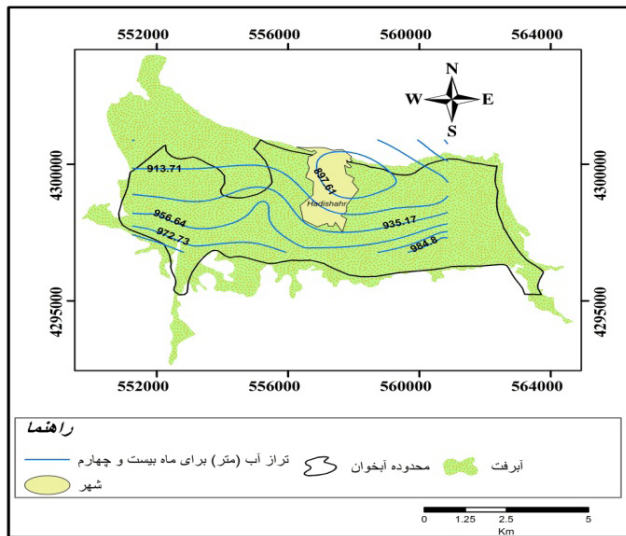 552000 556000 560000 564000
N
W E
S
4300000 4300000
913.71
897.61
Hadishahr
956.64
935.17
972.73
984.8
4295000 4295000
552000 556000 560000 564000
راهنما
تراز آب (متر) برای ماه بیست و چهارم
محدوده آبخوان
آبرفت
شهر
0 1.25 2.5 5
Km